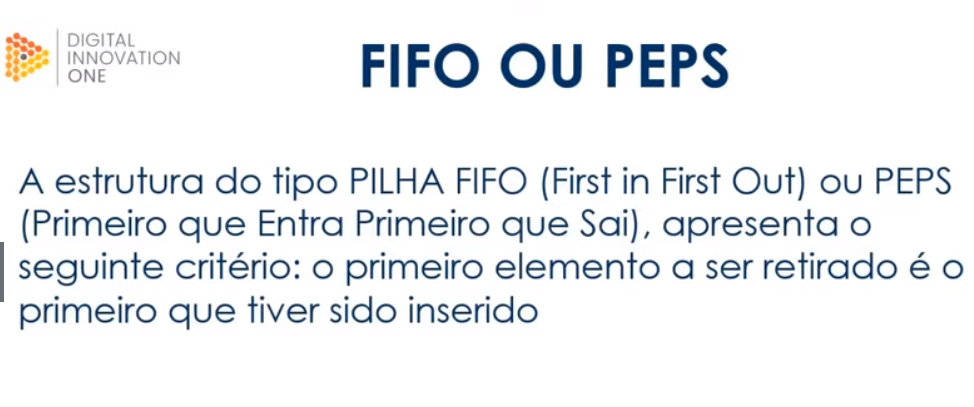 DIGITAL
INNOVATION
ONE
FIFO OU PEPS
A estrutura do tipo PILHA FIFO (First in First Out) ou PEPS
(Primeiro que Entra Primeiro que Sai), apresenta o
seguinte critério: o primeiro elemento a ser retirado é o
primeiro que tiver sido inserido